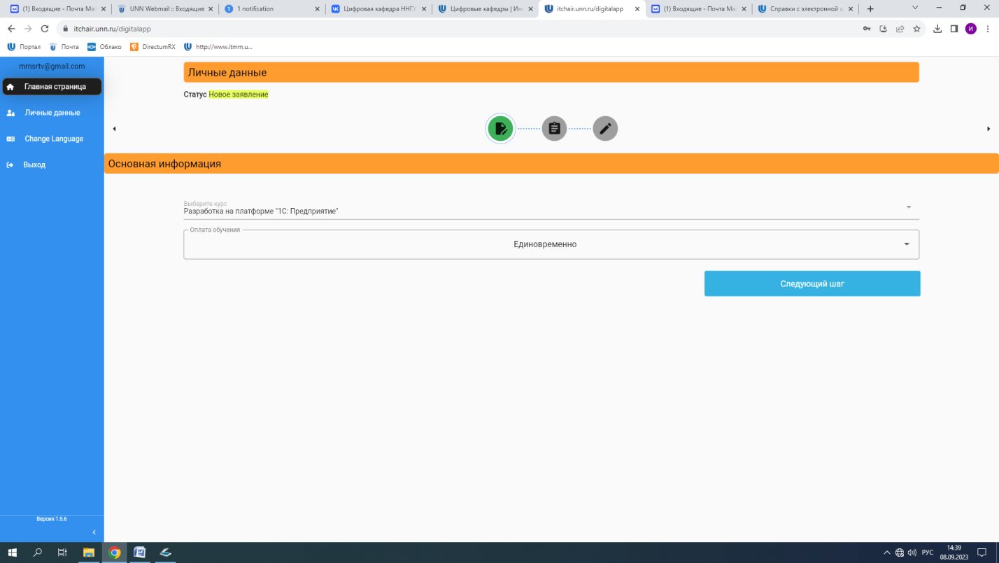 (1) Входящие - Почта Mai
UNN Webmail :: Входящие
1 notification
Цифровая кафедра ННГУ
Цифровые кафедры | Инс
itchair.unn.ru/digitalapp
(1) Входящие - Почта Mai
Справки с электронной ц
itchair.unn.ru/digitalapp
И
Портал
Почта
Облако
DirectumRX
http://www.itmm.u...
mrnsrtv@gmail.com
Главная страница
Личные данные
Change Language
Выход
Личные данные
Статус Новое заявление
Основная информация
Выберите курс
Разработка на платформе "1С: Предприятие"
Оплата обучения
Единовременно
Следующий шаг
Версия 1.5.6
РУС
14:39
08.09.2023